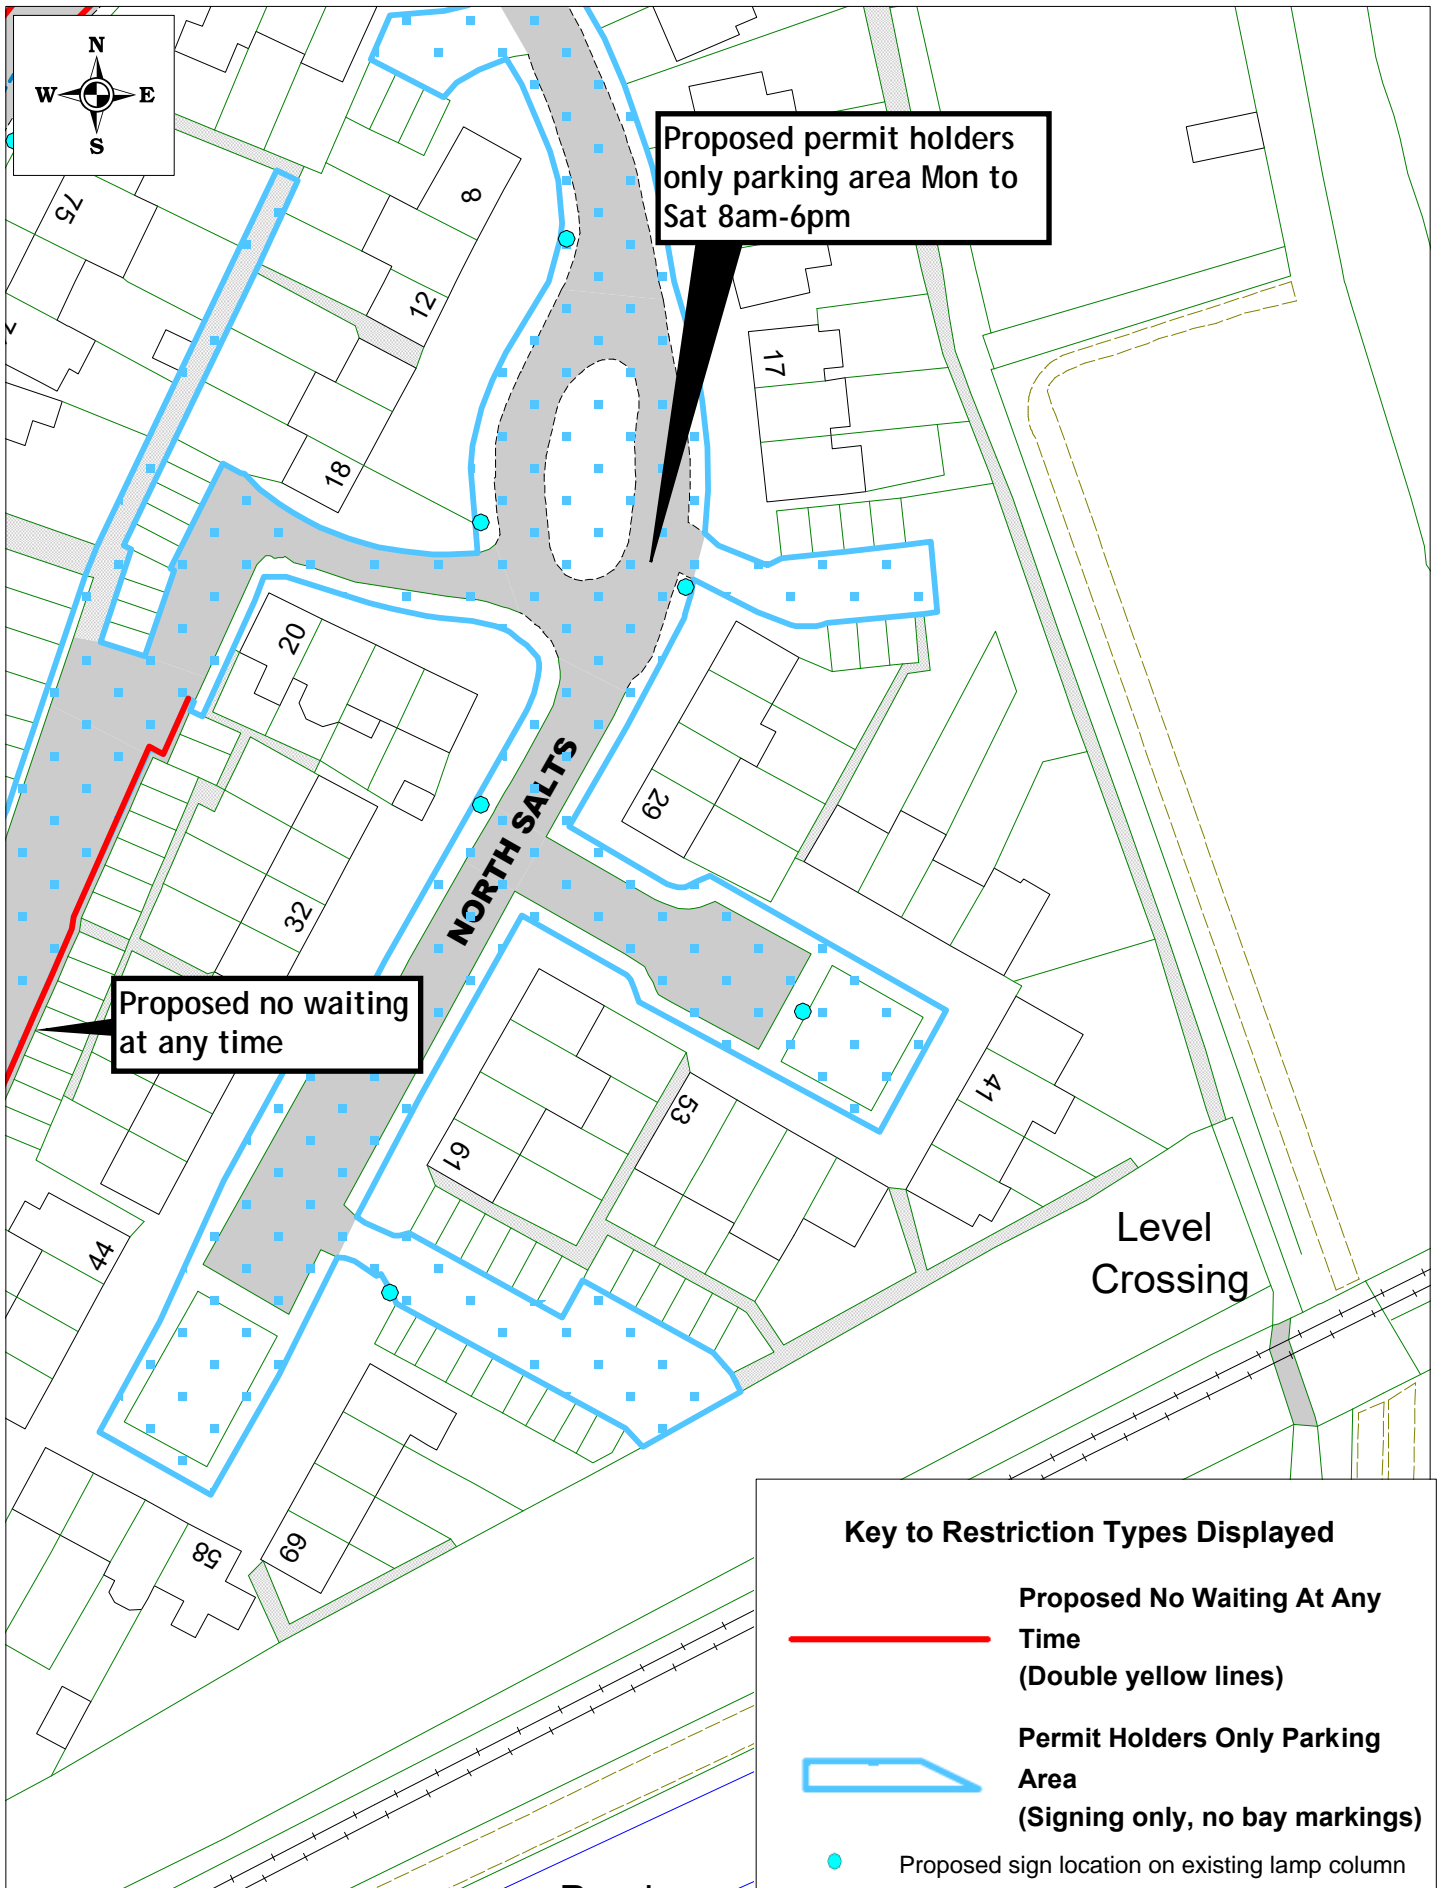 N
W E
S
Proposed permit holders
only parking area Mon to
Sat 8am-6pm
75
8
12
17
18
20
29
32
NORTH SALTS
Proposed no waiting
at any time
41
53
61
44
Level
Crossing
58
69
Key to Restriction Types Displayed
Proposed No Waiting At Any
Time
(Double yellow lines)
Permit Holders Only Parking
Area
(Signing only, no bay markings)
Proposed sign location on existing lamp column